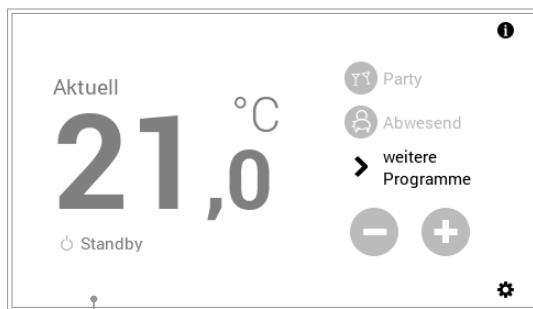 Aktuell
21,0 °C
Standby
Party
Abwesend
weitere
Programme